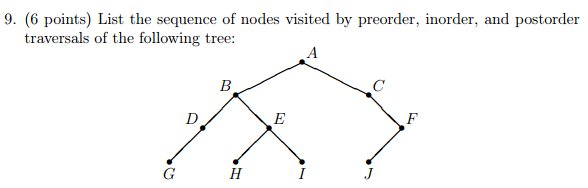 9. (6 points) List the sequence of nodes visited by preorder, inorder, and postorder
traversals of the following tree:
A
B C
D E F
G H I J